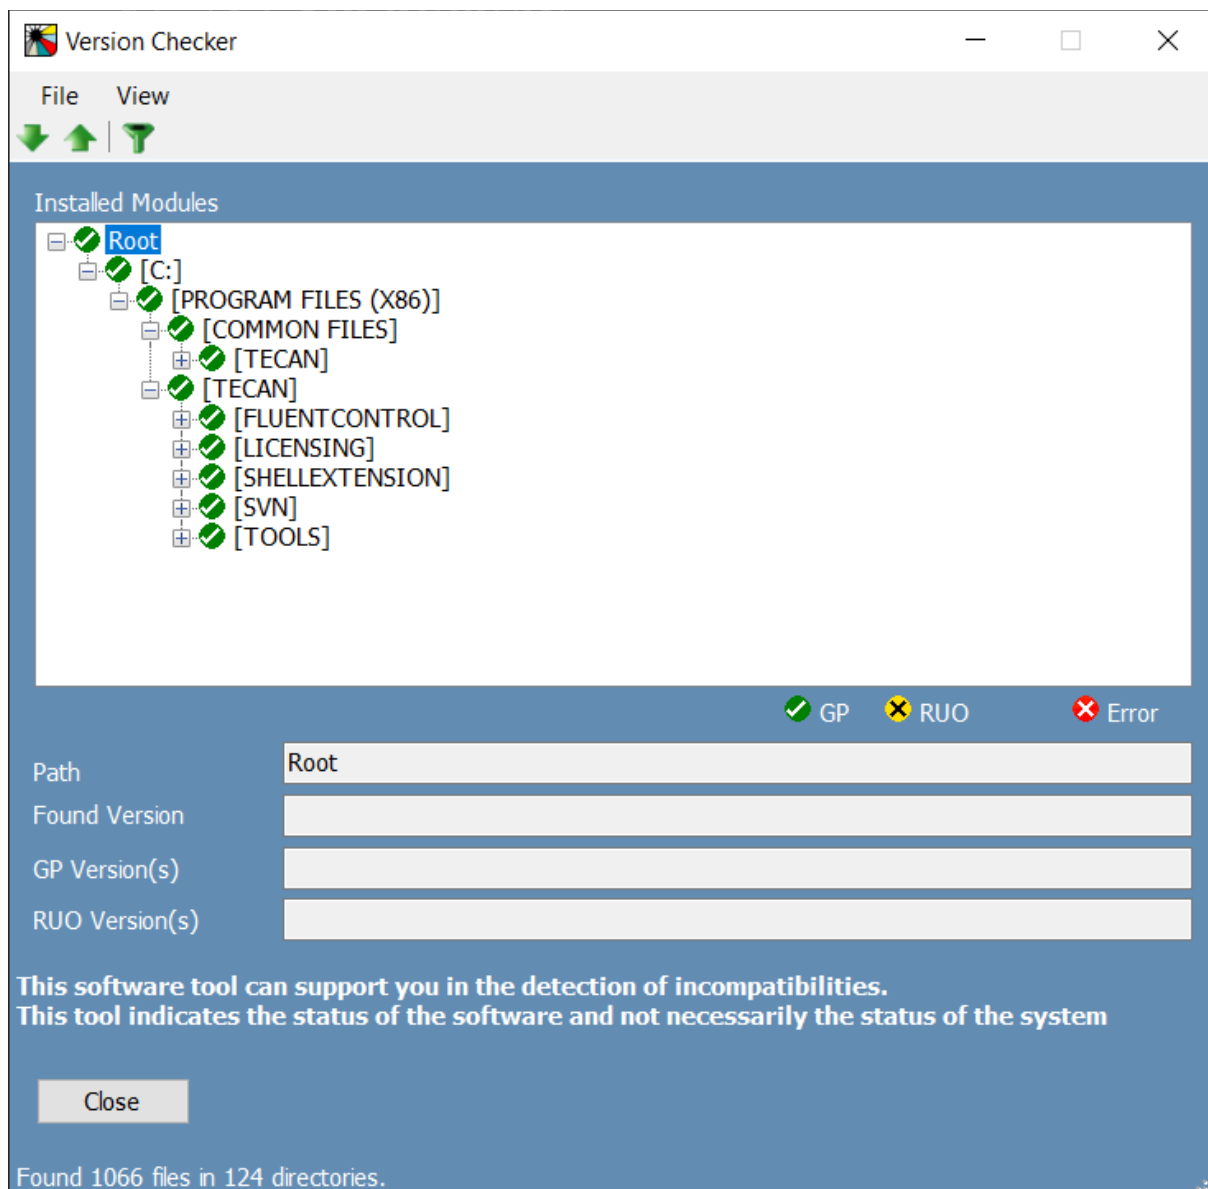 Version Checker
File View
Installed Modules
Root
[C:]
[PROGRAM FILES (X86)]
[COMMON FILES]
[TECAN]
[TECAN]
[FLUENTCONTROL]
[LICENSING]
[SHELLEXTENSION]
[SVN]
[TOOLS]
GP RUO Error
Path Root
Found Version
GP Version(s)
RUO Version(s)
This software tool can support you in the detection of incompatibilities.
This tool indicates the status of the software and not necessarily the status of the system
Close
Found 1066 files in 124 directories.